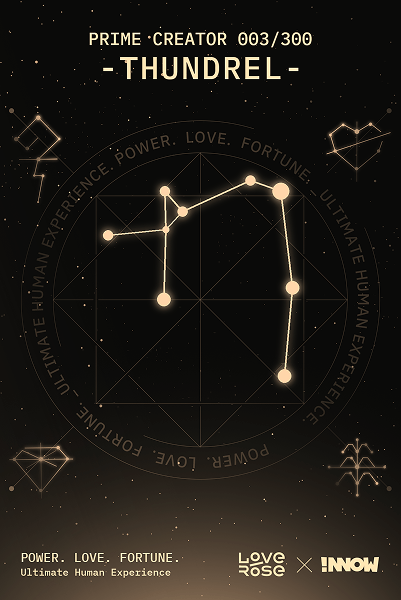 PRIME CREATOR 003/300
-THUNDREL-
POWER. LOVE. FORTUNE. _ULTIMATE HUMAN EXPERIENCE.
POWER. LOVE. FORTUNE _ULTIMATE HUMAN EXPERIENCE.
POWER. LOVE. FORTUNE.
Ultimate Human Experience
LOVE
ROSE
!NNOW